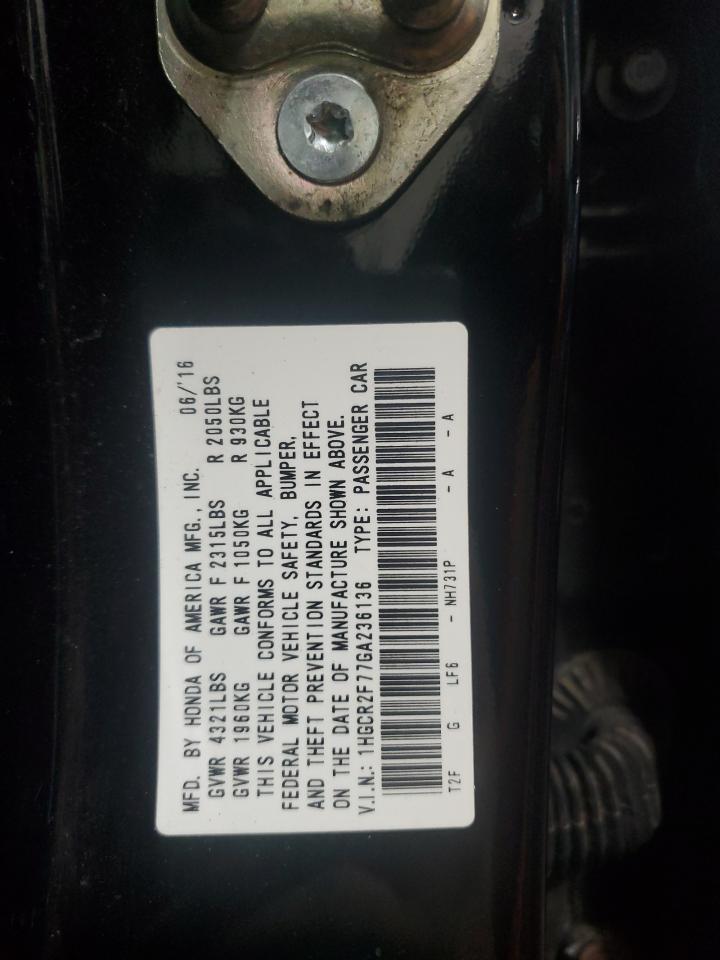 MFD. BY HONDA OF AMERICA MFG., INC. 06/'16
GVWR 4321LBS GAWR F 2315LBS R 2050LBS
GVWR 1960KG GAWR F 1050KG R 930KG
THIS VEHICLE CONFORMS TO ALL APPLICABLE
FEDERAL MOTOR VEHICLE SAFETY, BUMPER,
AND THEFT PREVENTION STANDARDS IN EFFECT
ON THE DATE OF MANUFACTURE SHOWN ABOVE.
V.I.N.: 1HGCR2F77GA236136 TYPE: PASSENGER CAR
T2F G LF6 - NH731P - A - A